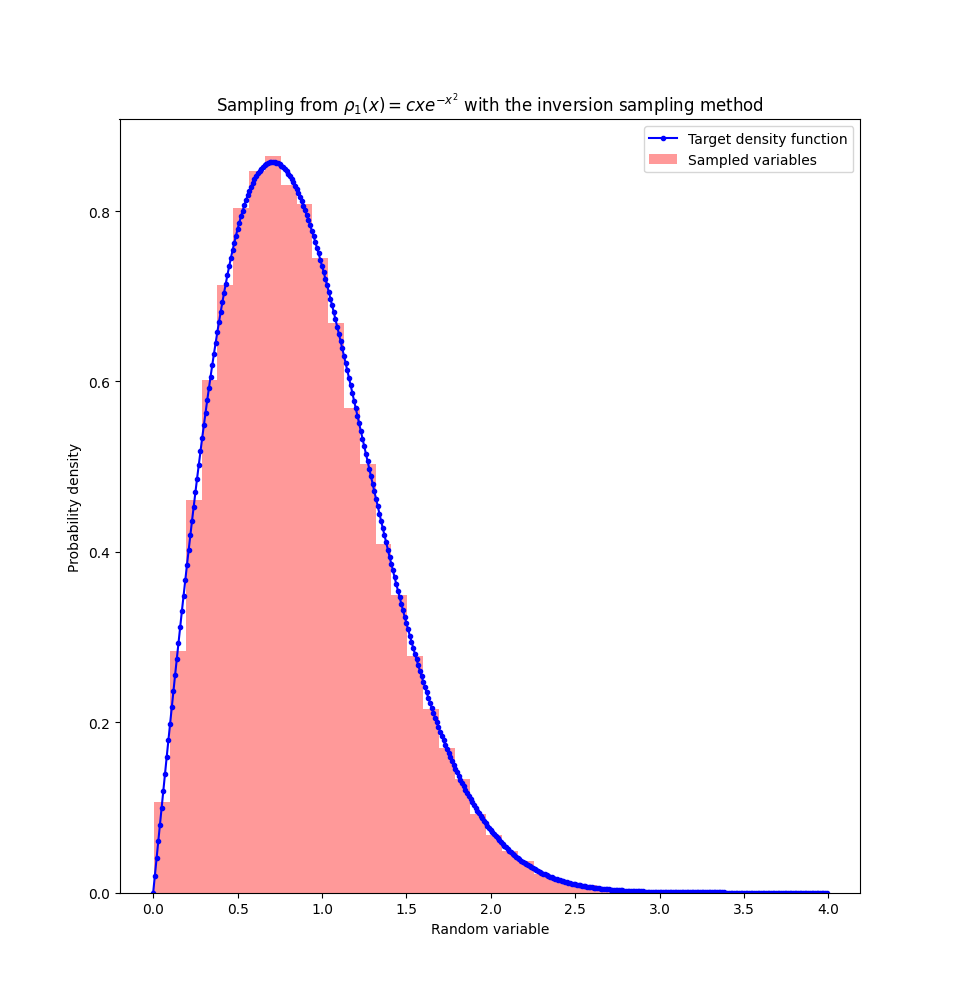 Sampling from ρ₁(x) = cxe^{-x²} with the inversion sampling method
Target density function
Sampled variables
Probability density
0.8
0.6
0.4
0.2
0.0
0.0 0.5 1.0 1.5 2.0 2.5 3.0 3.5 4.0
Random variable